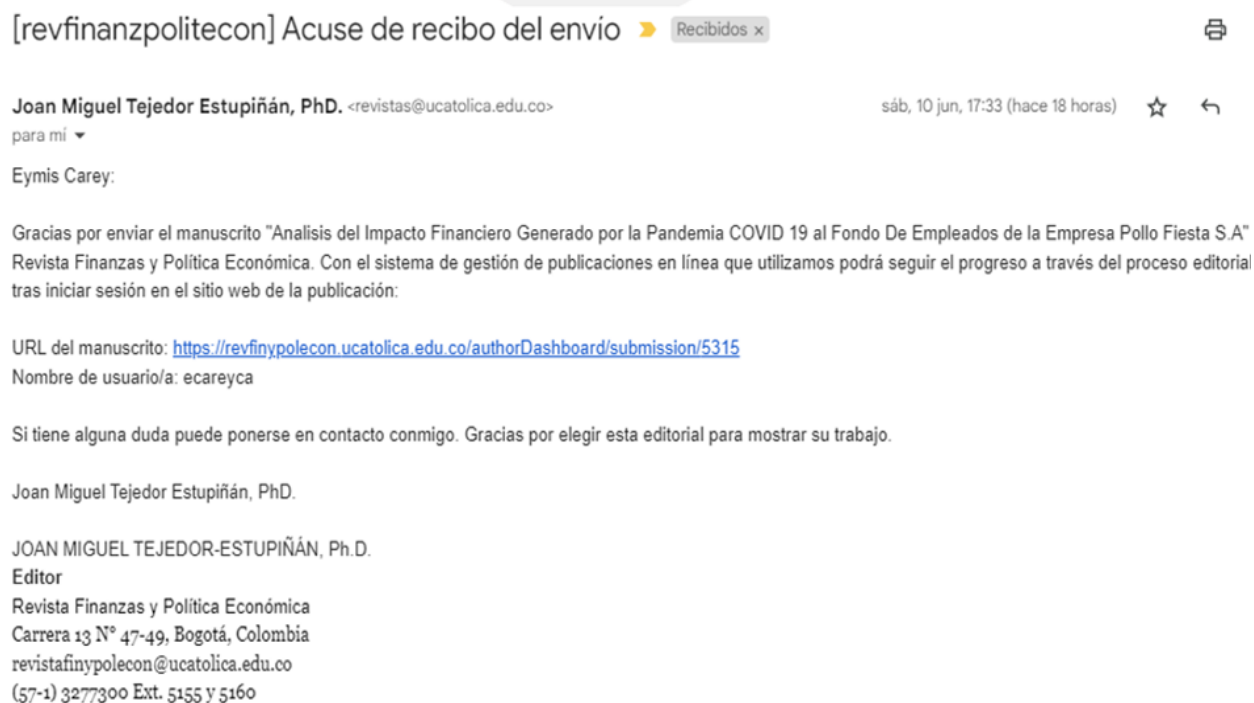 [revfinanzpolitecon] Acuse de recibo del envío Recibidos ×
Joan Miguel Tejedor Estupiñán, PhD. <revistas@ucatolica.edu.co> sáb, 10 jun, 17:33 (hace 18 horas)
para mí
Eymis Carey:
Gracias por enviar el manuscrito "Analisis del Impacto Financiero Generado por la Pandemia COVID 19 al Fondo De Empleados de la Empresa Pollo Fiesta S.A"
Revista Finanzas y Política Económica. Con el sistema de gestión de publicaciones en línea que utilizamos podrá seguir el progreso a través del proceso editorial
tras iniciar sesión en el sitio web de la publicación:
URL del manuscrito: https://revfinypolecon.ucatolica.edu.co/authorDashboard/submission/5315
Nombre de usuario/a: ecareyca
Si tiene alguna duda puede ponerse en contacto conmigo. Gracias por elegir esta editorial para mostrar su trabajo.
Joan Miguel Tejedor Estupiñán, PhD.
JOAN MIGUEL TEJEDOR-ESTUPIÑÁN, Ph.D.
Editor
Revista Finanzas y Política Económica
Carrera 13 N° 47-49, Bogotá, Colombia
revistafinypolecon@ucatolica.edu.co
(57-1) 3277300 Ext. 5155 y 5160